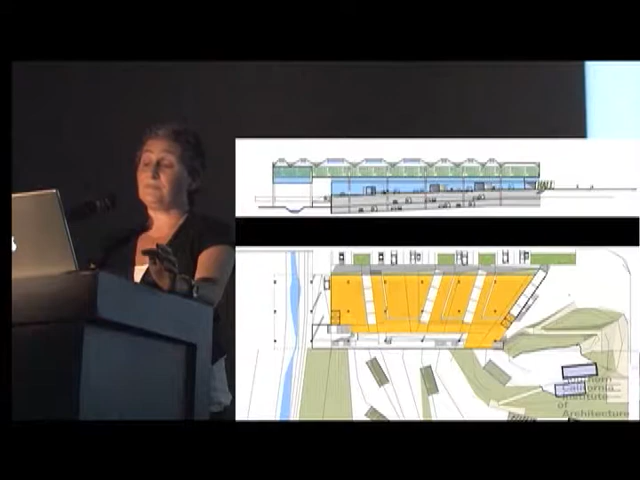 Southern
California
Institute
of
Architecture